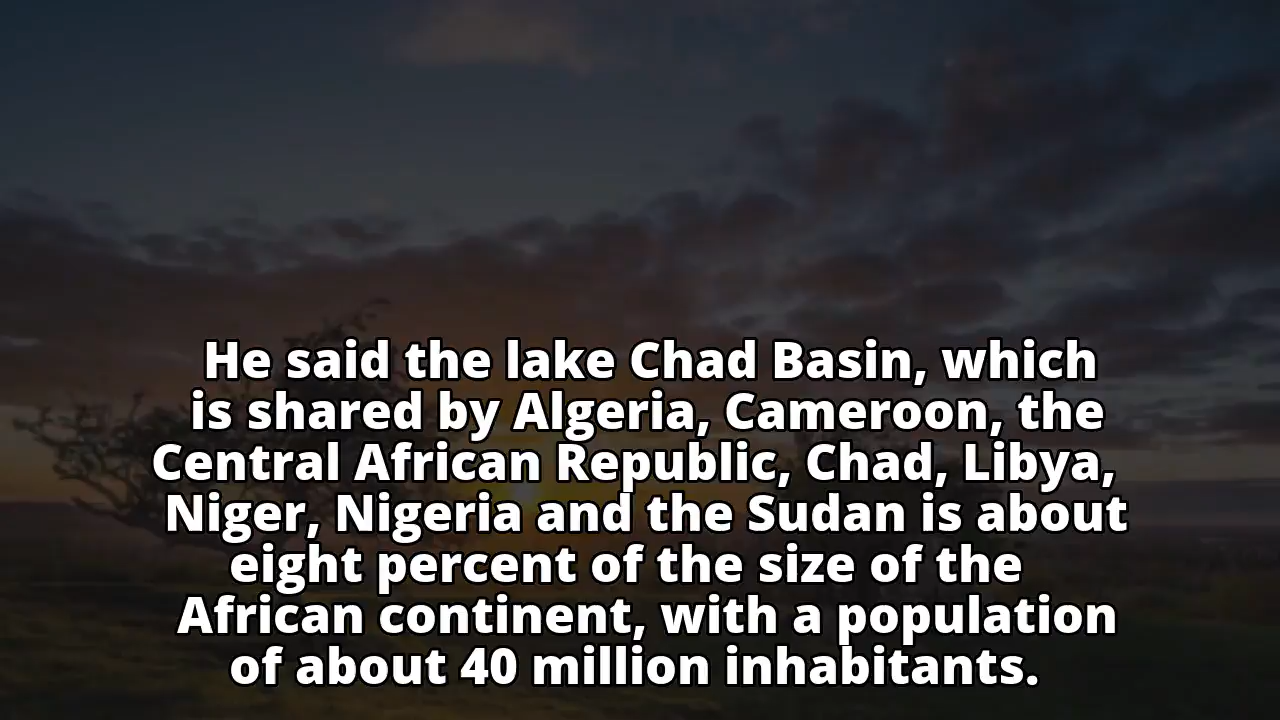 He said the lake Chad Basin, which
is shared by Algeria, Cameroon, the
Central African Republic, Chad, Libya,
Niger, Nigeria and the Sudan is about
eight percent of the size of the
African continent, with a population
of about 40 million inhabitants.